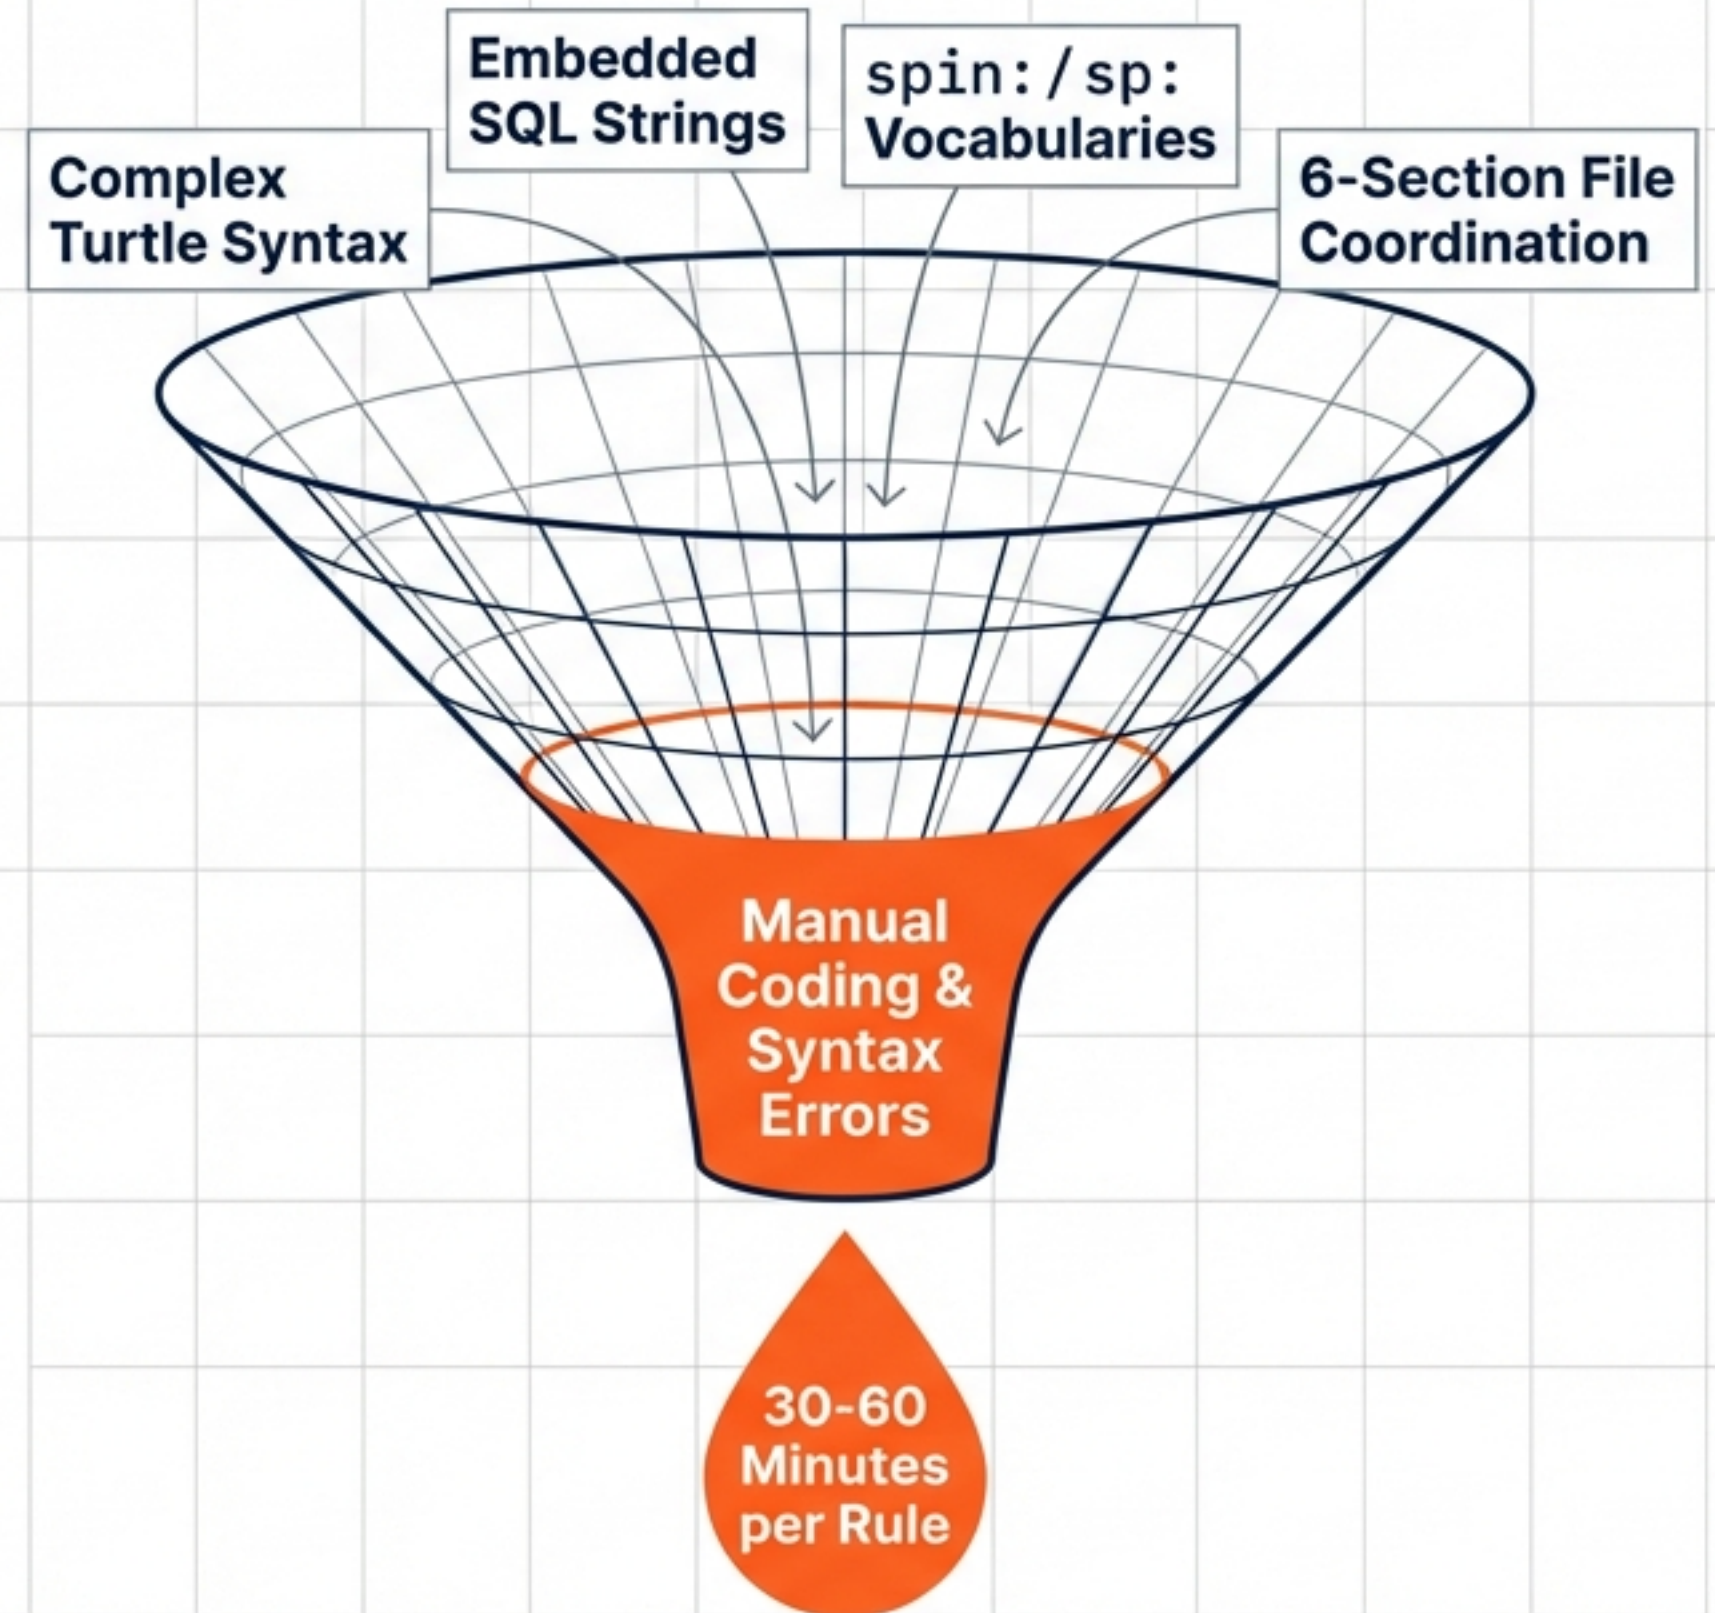 Complex
Turtle Syntax
Embedded
SQL Strings
spin:/sp:
Vocabularies
6-Section File
Coordination
Manual
Coding &
Syntax
Errors
30-60
Minutes
per Rule